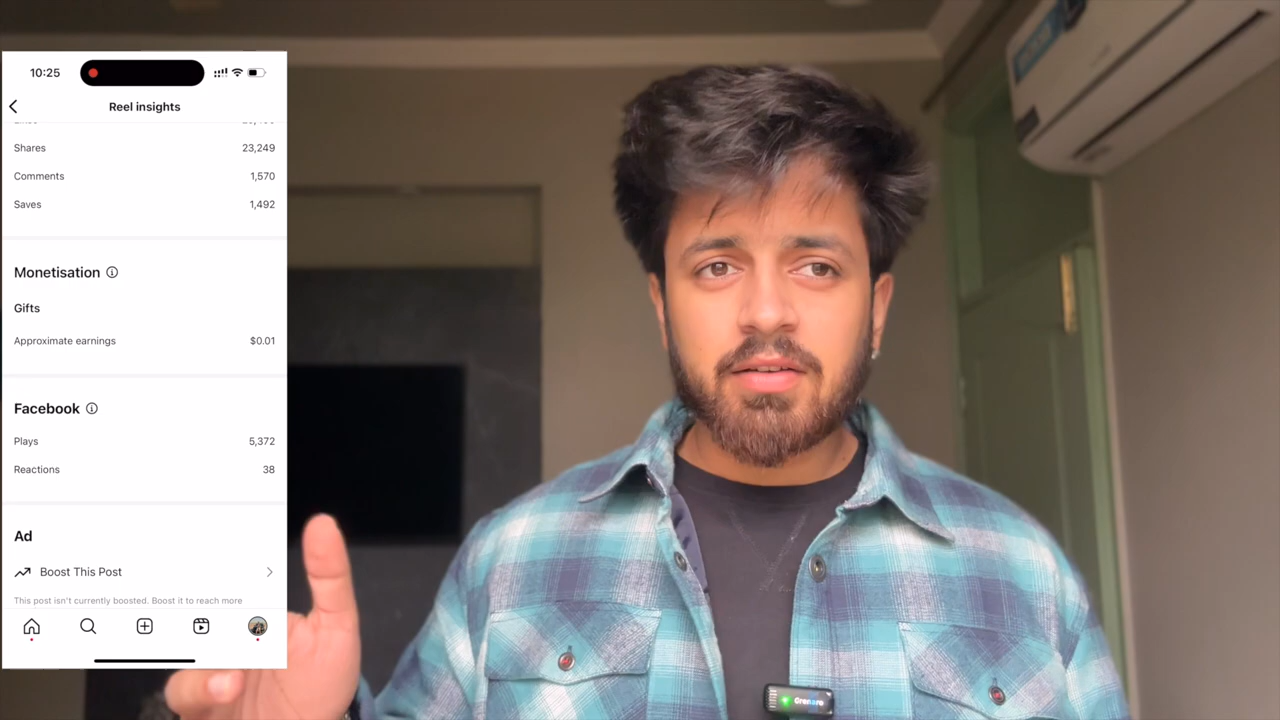 10:25
Reel insights
Shares 23,249
Comments 1,570
Saves 1,492
Monetisation
Gifts
Approximate earnings $0.01
Facebook
Plays 5,372
Reactions 38
Ad
Boost This Post
This post isn't currently boosted. Boost it to reach more
Grenaro